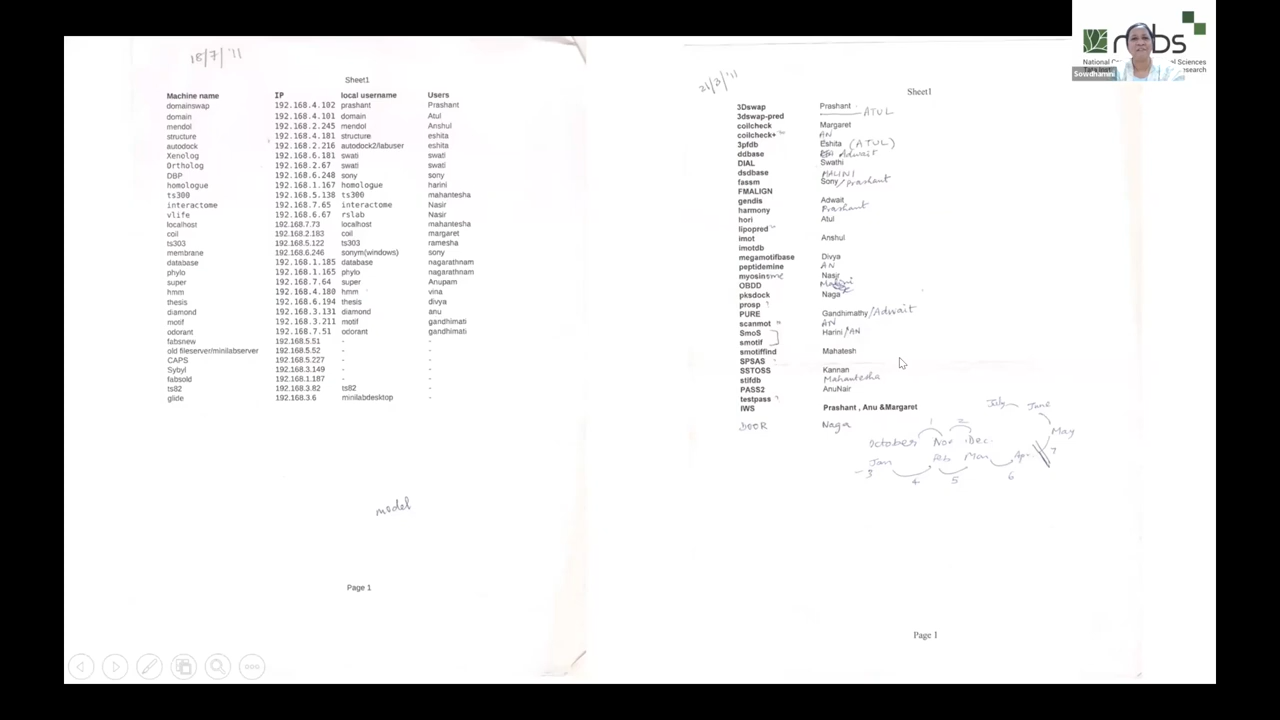 18/7/'11
Sheet1
Machine name IP local username Users
domainswap 192.168.4.102 prashant Prashant
domain 192.168.4.101 domain Atul
mendol 192.168.2.245 mendol Anshul
structure 192.168.4.181 structure eshita
autodock 192.168.2.216 autodock2/labuser eshita
Xenolog 192.168.6.181 swati swati
Ortholog 192.168.2.67 swati swati
DBP 192.168.6.248 sony sony
homologue 192.168.1.167 homologue harini
ts300 192.168.5.138 ts300 mahantesha
interactome 192.168.7.65 interactome Nasir
vlife 192.168.6.67 rslab Nasir
localhost 192.168.7.73 localhost mahantesha
coil 192.168.2.183 coil margaret
ts303 192.168.5.122 ts303 ramesha
membrane 192.168.6.246 sonym(windows) sony
database 192.168.1.185 database nagarathnam
phylo 192.168.1.165 phylo nagarathnam
super 192.168.7.64 super Anupam
hmm 192.168.4.180 hmm vina
thesis 192.168.6.194 thesis divya
diamond 192.168.3.131 diamond anu
motif 192.168.3.211 motif gandhimati
odorant 192.168.7.51 odorant gandhimati
fabsnew 192.168.5.51 - -
old fileserver/minilabserver 192.168.5.52 - -
CAPS 192.168.5.227 - -
Sybyl 192.168.3.149 - -
fabsold 192.168.1.187 - -
ts82 192.168.3.82 ts82 -
glide 192.168.3.6 minilabdesktop -
model
Page 1
21/3/'11
Sheet1
3Dswap Prashant
3dswap-pred ATUL
coilcheck Margaret
coilcheck+ AN
3pfdb Eshita (ATUL)
ddbase Adwait
DIAL Swathi
dsdbase MALINI
fassm Sony/Prashant
FMALIGN
gendis Adwait
harmony Prashant
hori Atul
lipopred
imot Anshul
imotdb
megamotifbase Divya
peptidemine AN
myosinome Nasir
OBDD
pksdock Naga
prosp ?
PURE Gandhimathy/Adwait
scanmot AN
SmoS Harini/AN
smotif
smotiffind Mahatesh
SPSAS
SSTOSS Kannan
stifdb Mahantesha
PASS2 AnuNair
testpass ?
IWS Prashant , Anu &Margaret
DOOR Naga
July June
1 2
October Nov Dec. May
Jan Feb Mar Apr 7
3 4 5 6
Page 1
ncbs
Sowdhamini